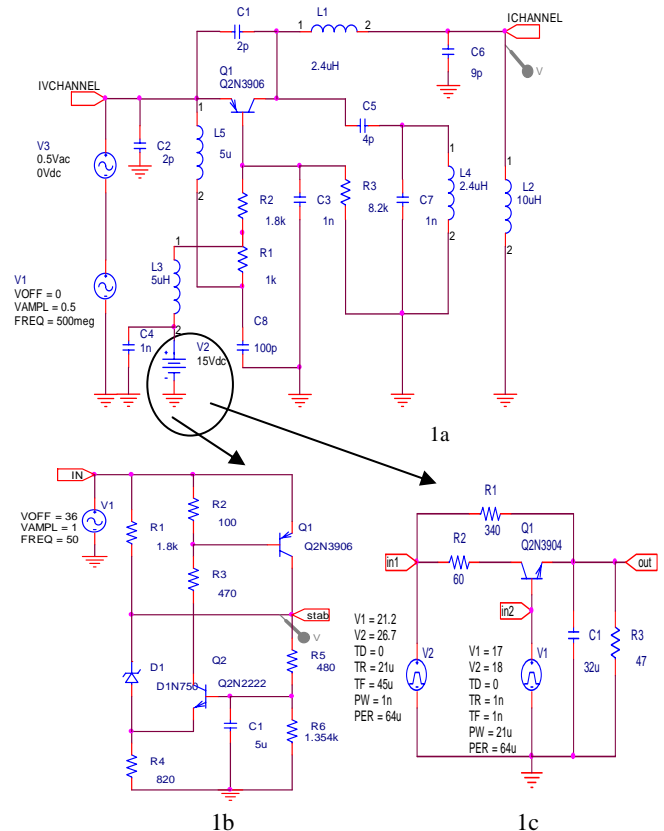 C1
2p
L1
1
2
2.4uH
ICHANNEL
C6
9p
V
IVCHANNEL
Q1
Q2N3906
C5
4p
V3
0.5Vac
0Vdc
C2
2p
1
L5
5u
2
R2
1.8k
C3
1n
R3
8.2k
C7
1n
1
L4
2.4uH
2
1
L2
10uH
2
1
L3
5uH
2
R1
1k
V1
VOFF = 0
VAMPL = 0.5
FREQ = 500meg
C4
1n
V2
15Vdc
C8
100p
1a
IN
V1
VOFF = 36
VAMPL = 1
FREQ = 50
R1
1.8k
R2
100
Q1
Q2N3906
R3
470
stab
V
D1
D1N750
Q2
Q2N2222
R5
480
C1
5u
R6
1.354k
R4
820
1b
R1
340
R2
60
Q1
Q2N3904
in1
out
in2
V1 = 21.2
V2 = 26.7
TD = 0
TR = 21u
TF = 45u
PW = 1n
PER = 64u
V2
V1 = 17
V2 = 18
TD = 0
TR = 1n
TF = 1n
PW = 21u
PER = 64u
V1
C1
32u
R3
47
1c